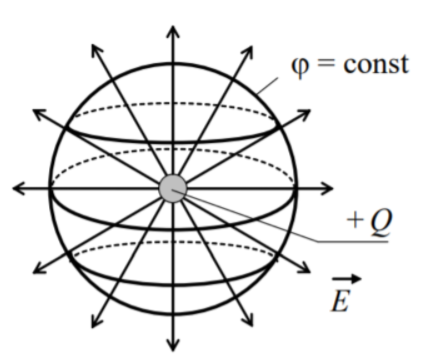 φ = const
+Q
E